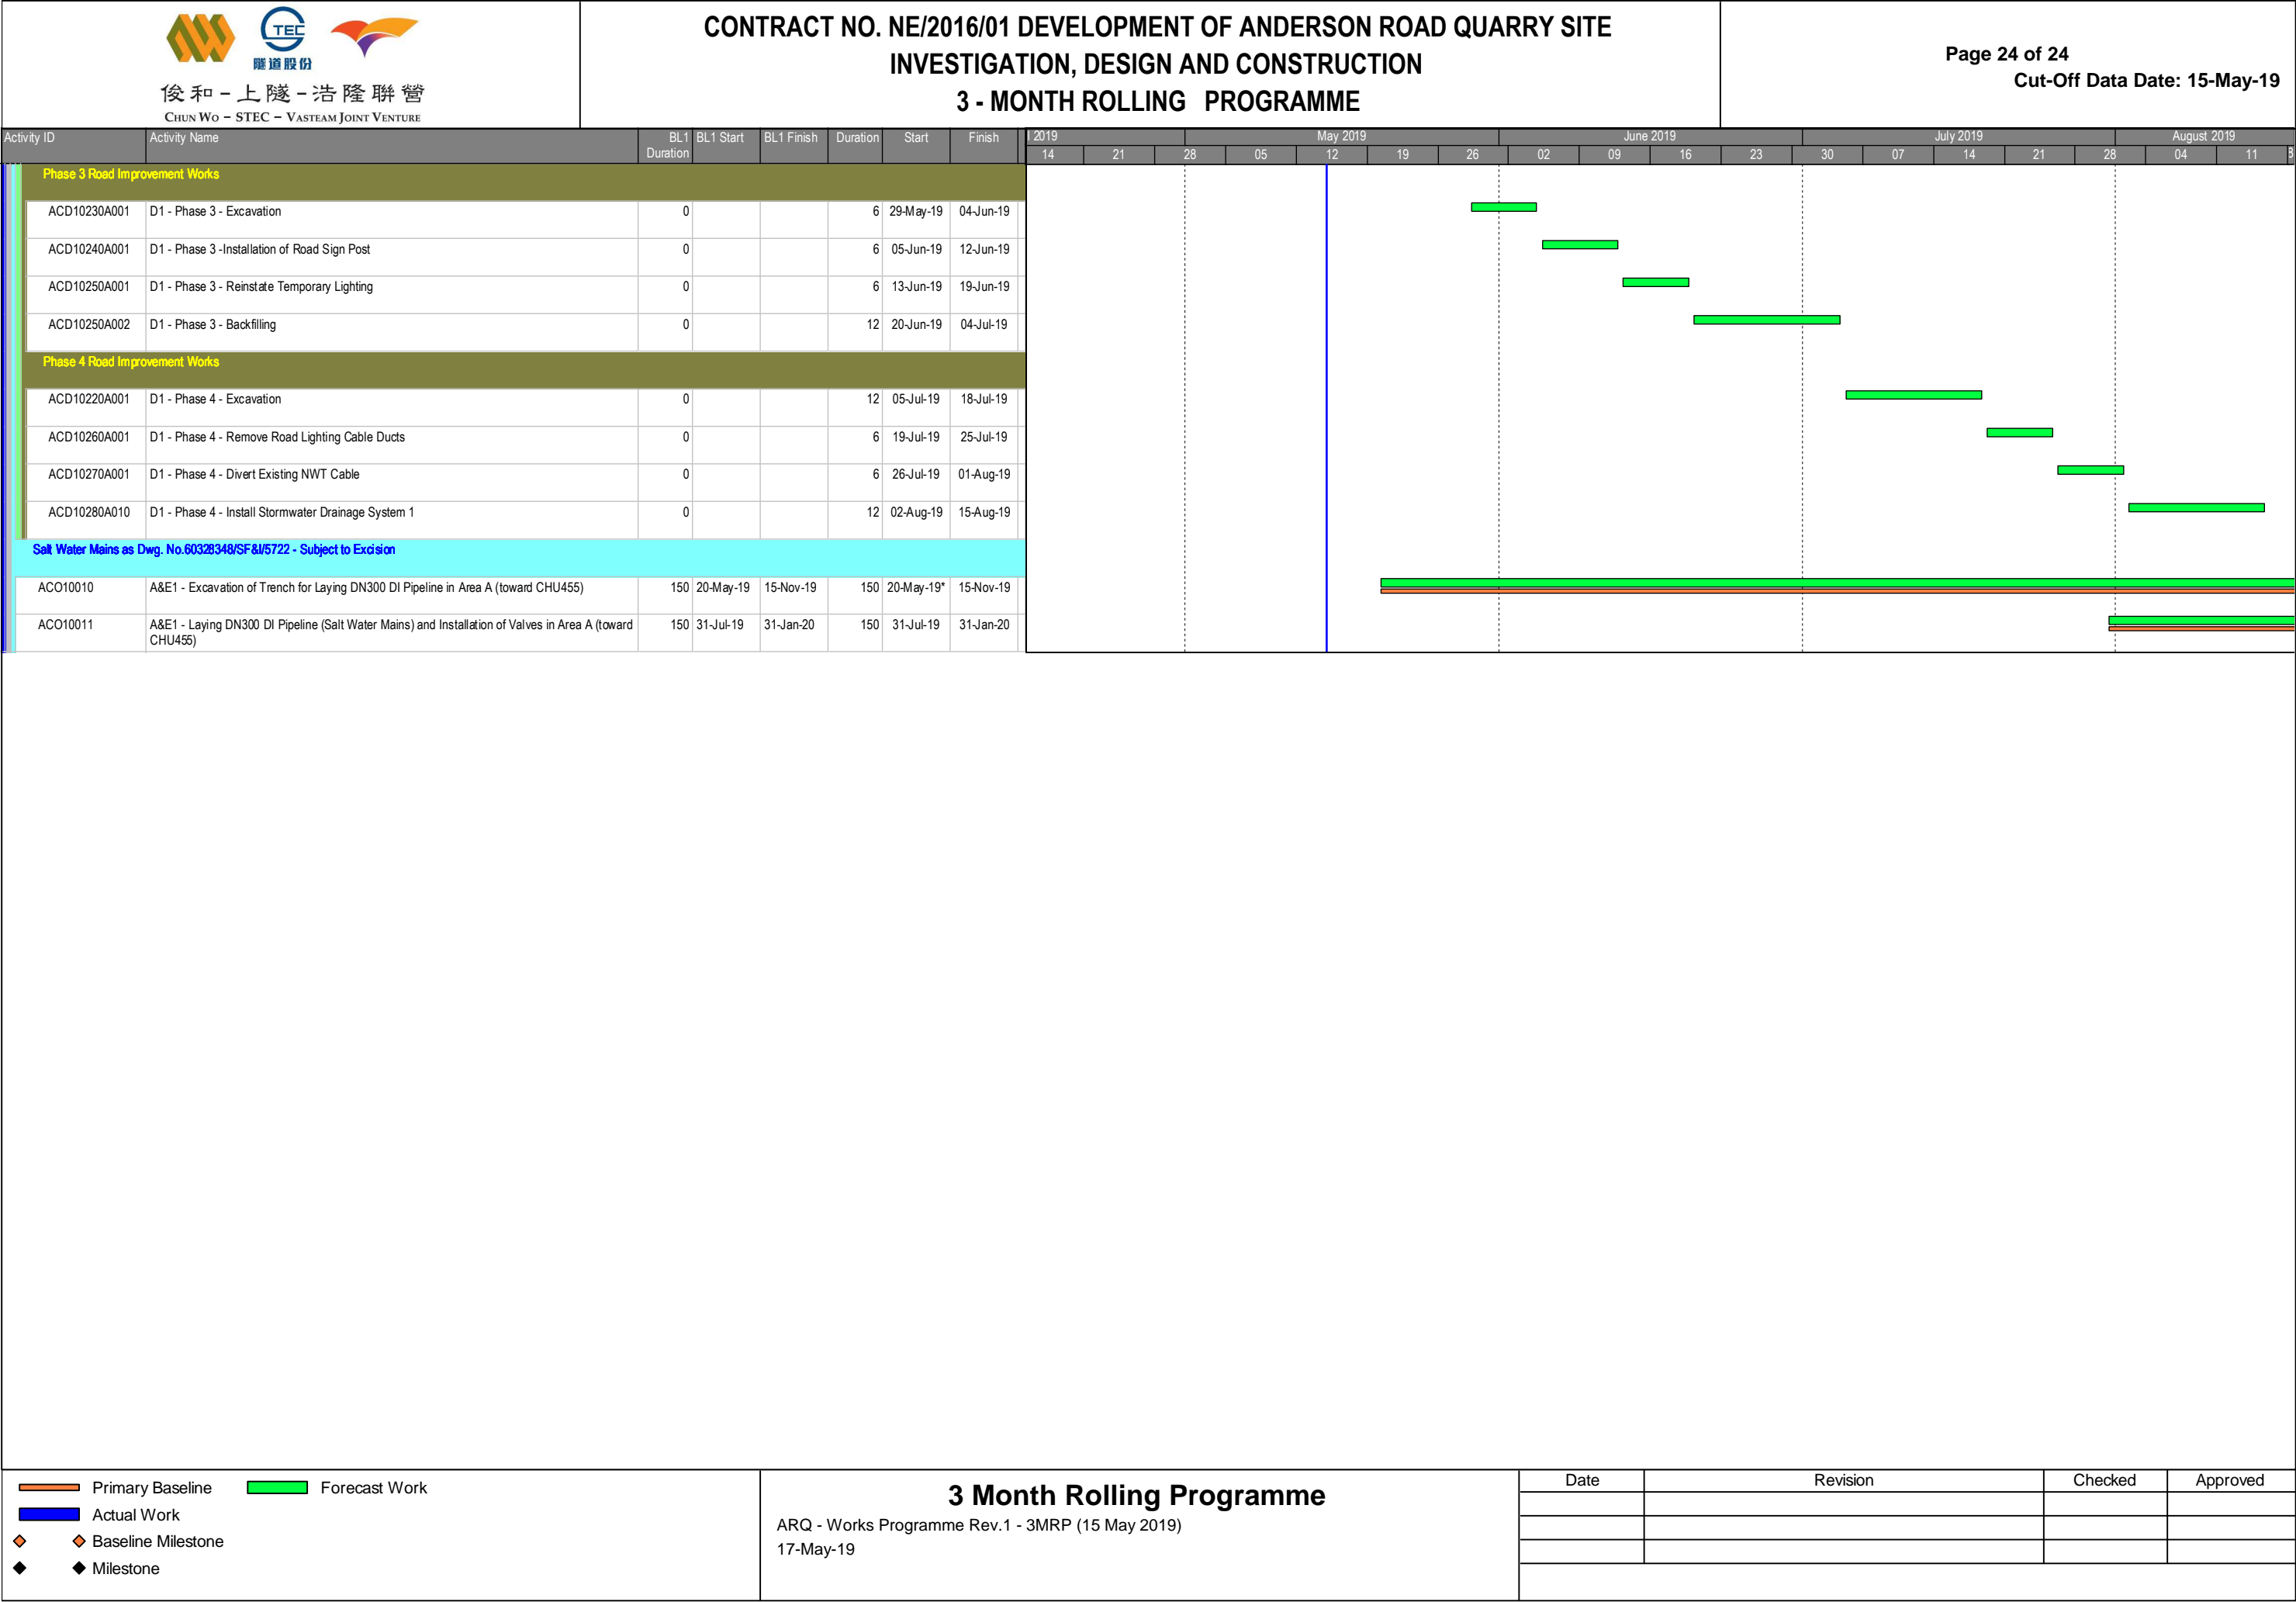 TEC
隧道股份
俊和-上隧-浩隆聯營
CHUN WO – STEC – VASTEAM JOINT VENTURE
CONTRACT NO. NE/2016/01 DEVELOPMENT OF ANDERSON ROAD QUARRY SITE
INVESTIGATION, DESIGN AND CONSTRUCTION
3 - MONTH ROLLING PROGRAMME
Page 24 of 24
Cut-Off Data Date: 15-May-19
Activity ID Activity Name BL1 Duration BL1 Start BL1 Finish Duration Start Finish
2019 May 2019 June 2019 July 2019 August 2019
14 21 28 05 12 19 26 02 09 16 23 30 07 14 21 28 04 11
Phase 3 Road Improvement Works
ACD10230A001 D1 - Phase 3 - Excavation 0 6 29-May-19 04-Jun-19
ACD10240A001 D1 - Phase 3 -Installation of Road Sign Post 0 6 05-Jun-19 12-Jun-19
ACD10250A001 D1 - Phase 3 - Reinstate Temporary Lighting 0 6 13-Jun-19 19-Jun-19
ACD10250A002 D1 - Phase 3 - Backfilling 0 12 20-Jun-19 04-Jul-19
Phase 4 Road Improvement Works
ACD10220A001 D1 - Phase 4 - Excavation 0 12 05-Jul-19 18-Jul-19
ACD10260A001 D1 - Phase 4 - Remove Road Lighting Cable Ducts 0 6 19-Jul-19 25-Jul-19
ACD10270A001 D1 - Phase 4 - Divert Existing NWT Cable 0 6 26-Jul-19 01-Aug-19
ACD10280A010 D1 - Phase 4 - Install Stormwater Drainage System 1 0 12 02-Aug-19 15-Aug-19
Salt Water Mains as Dwg. No.60328348/SF&I/5722 - Subject to Excision
ACO10010 A&E1 - Excavation of Trench for Laying DN300 DI Pipeline in Area A (toward CHU455) 150 20-May-19 15-Nov-19 150 20-May-19* 15-Nov-19
ACO10011 A&E1 - Laying DN300 DI Pipeline (Salt Water Mains) and Installation of Valves in Area A (toward 150 31-Jul-19 31-Jan-20 150 31-Jul-19 31-Jan-20
CHU455)
Primary Baseline Forecast Work
Actual Work
Baseline Milestone
Milestone
3 Month Rolling Programme
ARQ - Works Programme Rev.1 - 3MRP (15 May 2019)
17-May-19
Date Revision Checked Approved